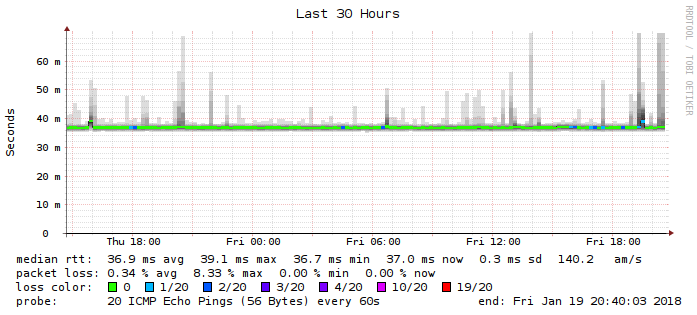 Last 30 Hours
RRDTOOL / TOBI OETIKER
Seconds
60 m
50 m
40 m
30 m
20 m
10 m
0
Thu 18:00 Fri 00:00 Fri 06:00 Fri 12:00 Fri 18:00
median rtt: 36.9 ms avg 39.1 ms max 36.7 ms min 37.0 ms now 0.3 ms sd 140.2 am/s
packet loss: 0.34 % avg 8.33 % max 0.00 % min 0.00 % now
loss color: 0 1/20 2/20 3/20 4/20 10/20 19/20
probe: 20 ICMP Echo Pings (56 Bytes) every 60s end: Fri Jan 19 20:40:03 2018